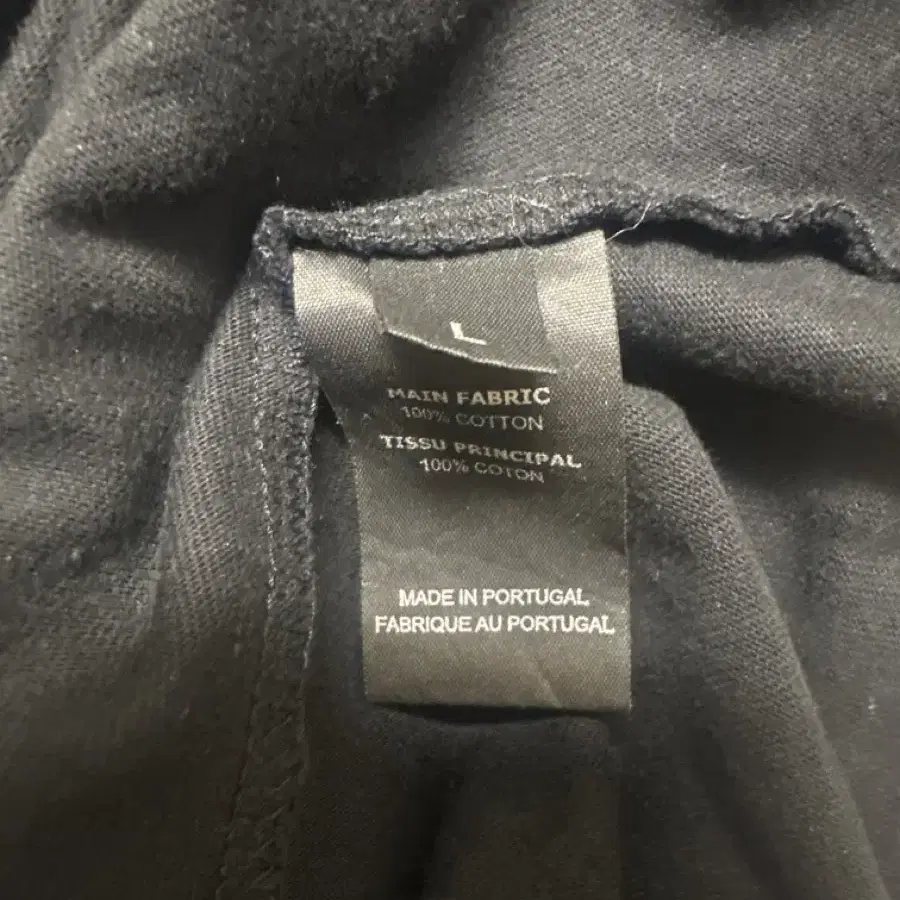 L
MAIN FABRIC
100% COTTON
TISSU PRINCIPAL
100% COTON
MADE IN PORTUGAL
FABRIQUE AU PORTUGAL